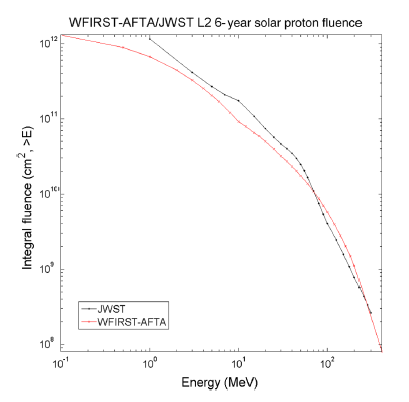 WFIRST-AFTA/JWST L2 6-year solar proton fluence
Integral fluence (cm², >E)
10¹²
10¹¹
10¹⁰
10⁹
10⁸
JWST
WFIRST-AFTA
10⁻¹ 10⁰ 10¹ 10²
Energy (MeV)